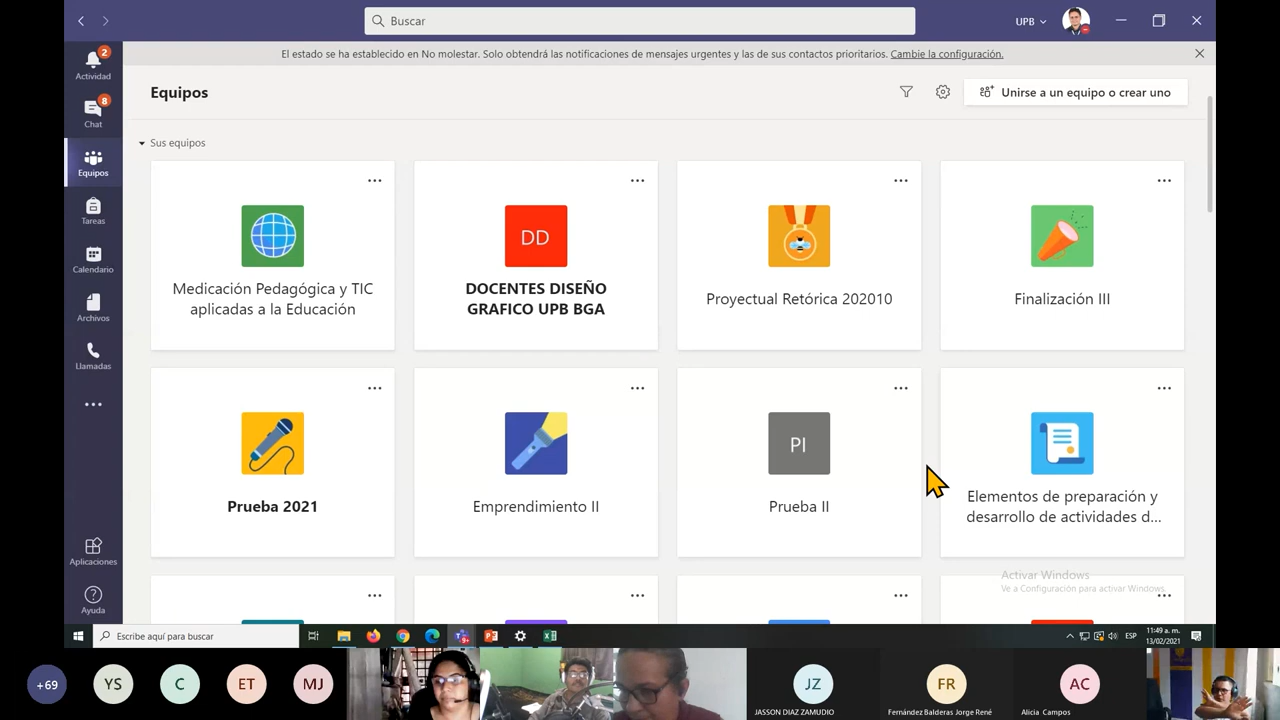 Buscar
UPB
El estado se ha establecido en No molestar. Solo obtendrá las notificaciones de mensajes urgentes y las de sus contactos prioritarios. Cambie la configuración.
2
Actividad
8
Chat
Equipos
Tareas
Calendario
Archivos
Llamadas
Aplicaciones
Ayuda
Equipos
Unirse a un equipo o crear uno
Sus equipos
Medicación Pedagógica y TIC
aplicadas a la Educación
DD
DOCENTES DISEÑO
GRAFICO UPB BGA
Proyectual Retórica 202010
Finalización III
Prueba 2021
Emprendimiento II
PI
Prueba II
Elementos de preparación y
desarrollo de actividades d...
Activar Windows
Ve a Configuración para activar Windows.
Escribe aquí para buscar
9+
ESP
11:49 a. m.
13/02/2021
+69
YS
C
ET
MJ
JZ
JASSON DIAZ ZAMUDIO
FR
Fernández Balderas Jorge René
AC
Alicia Campos